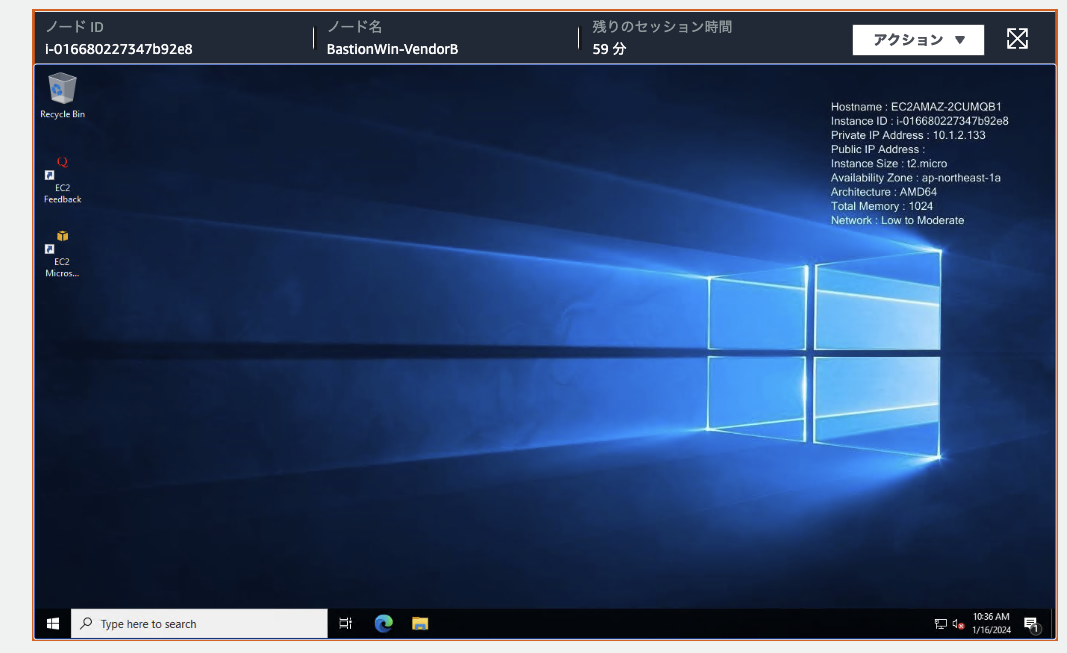 ノード ID
i-016680227347b92e8
ノード名
BastionWin-VendorB
残りのセッション時間
59 分
アクション ▼
Recycle Bin
Hostname : EC2AMAZ-2CUMQB1
Instance ID : i-016680227347b92e8
Private IP Address : 10.1.2.133
Public IP Address :
Instance Size : t2.micro
Availability Zone : ap-northeast-1a
Architecture : AMD64
Total Memory : 1024
Network : Low to Moderate
EC2
Feedback
EC2
Micros...
Type here to search
10:36 AM
1/16/2024
1